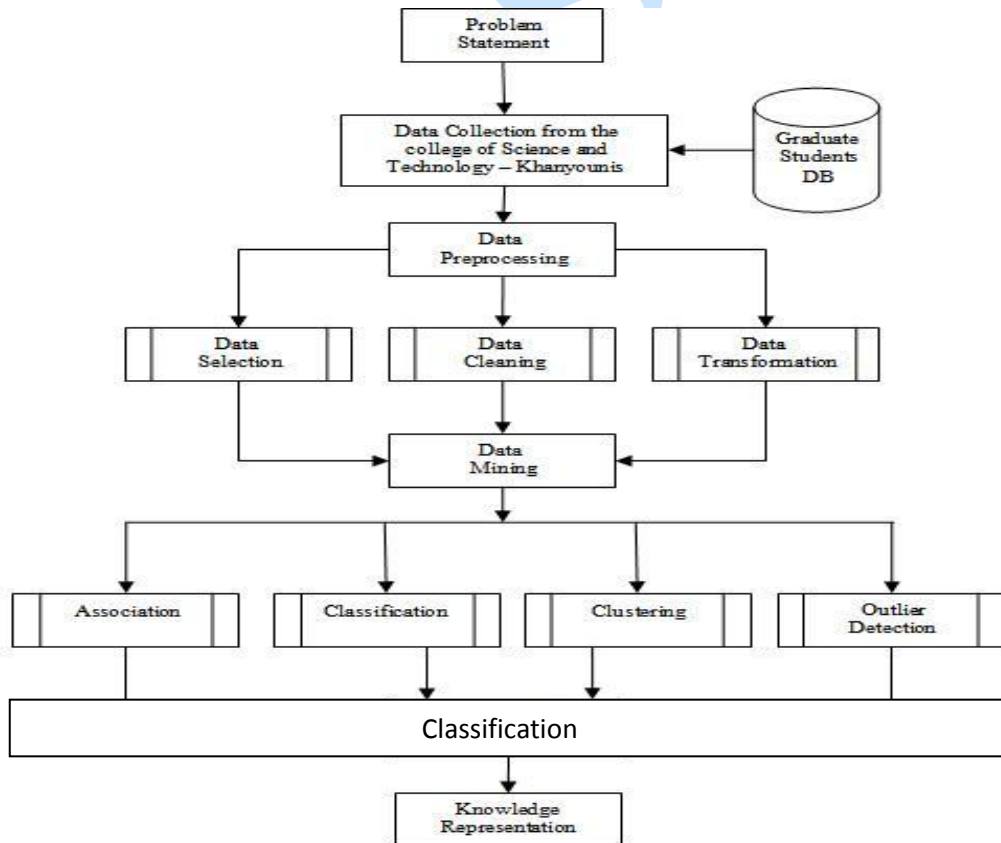 Problem
Statement
Data Collection from the
college of Science and
Technology – Khanyounis
Graduate
Students
DB
Data
Preprocessing
Data
Selection
Data
Cleaning
Data
Transformation
Data
Mining
Association
Classification
Clustering
Outlier
Detection
Classification
Knowledge
Representation